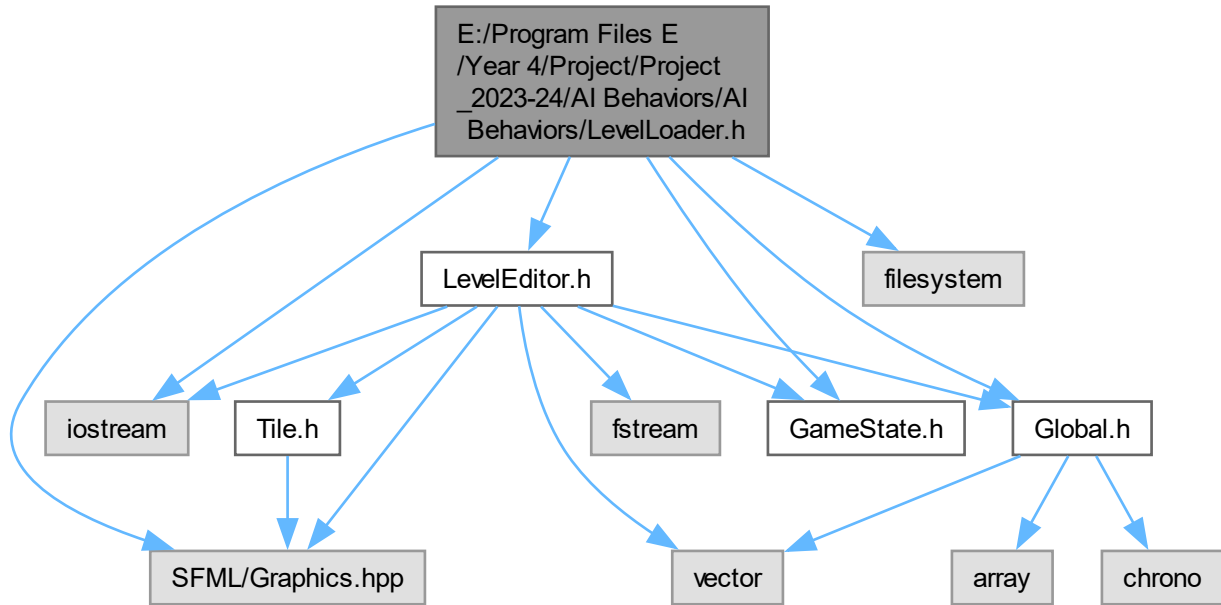 E:/Program Files E
/Year 4/Project/Project
_2023-24/AI Behaviors/AI
Behaviors/LevelLoader.h
LevelEditor.h
filesystem
iostream
Tile.h
fstream
GameState.h
Global.h
SFML/Graphics.hpp
vector
array
chrono